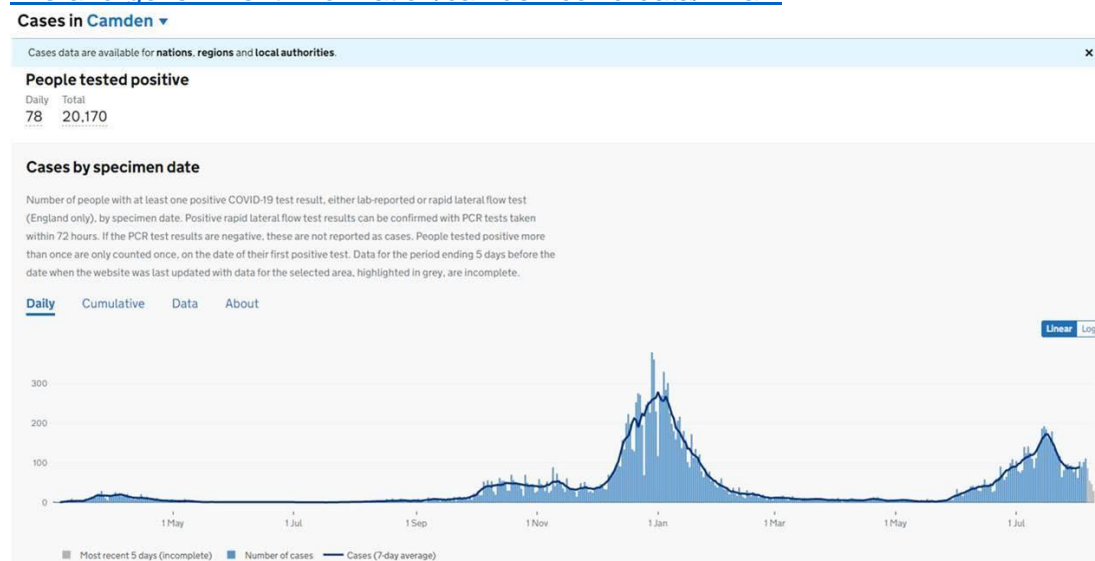 Cases in Camden
Cases data are available for nations, regions and local authorities.
People tested positive
Daily Total
78 20,170
Cases by specimen date
Number of people with at least one positive COVID-19 test result, either lab-reported or rapid lateral flow test
(England only), by specimen date. Positive rapid lateral flow test results can be confirmed with PCR tests taken
within 72 hours. If the PCR test results are negative, these are not reported as cases. People tested positive more
than once are only counted once, on the date of their first positive test. Data for the period ending 5 days before the
date when the website was last updated with data for the selected area, highlighted in grey, are incomplete.
Daily Cumulative Data About
Linear Log
300
200
100
0
1 May 1 Jul 1 Sep 1 Nov 1 Jan 1 Mar 1 May 1 Jul
Most recent 5 days (incomplete) Number of cases Cases (7-day average)